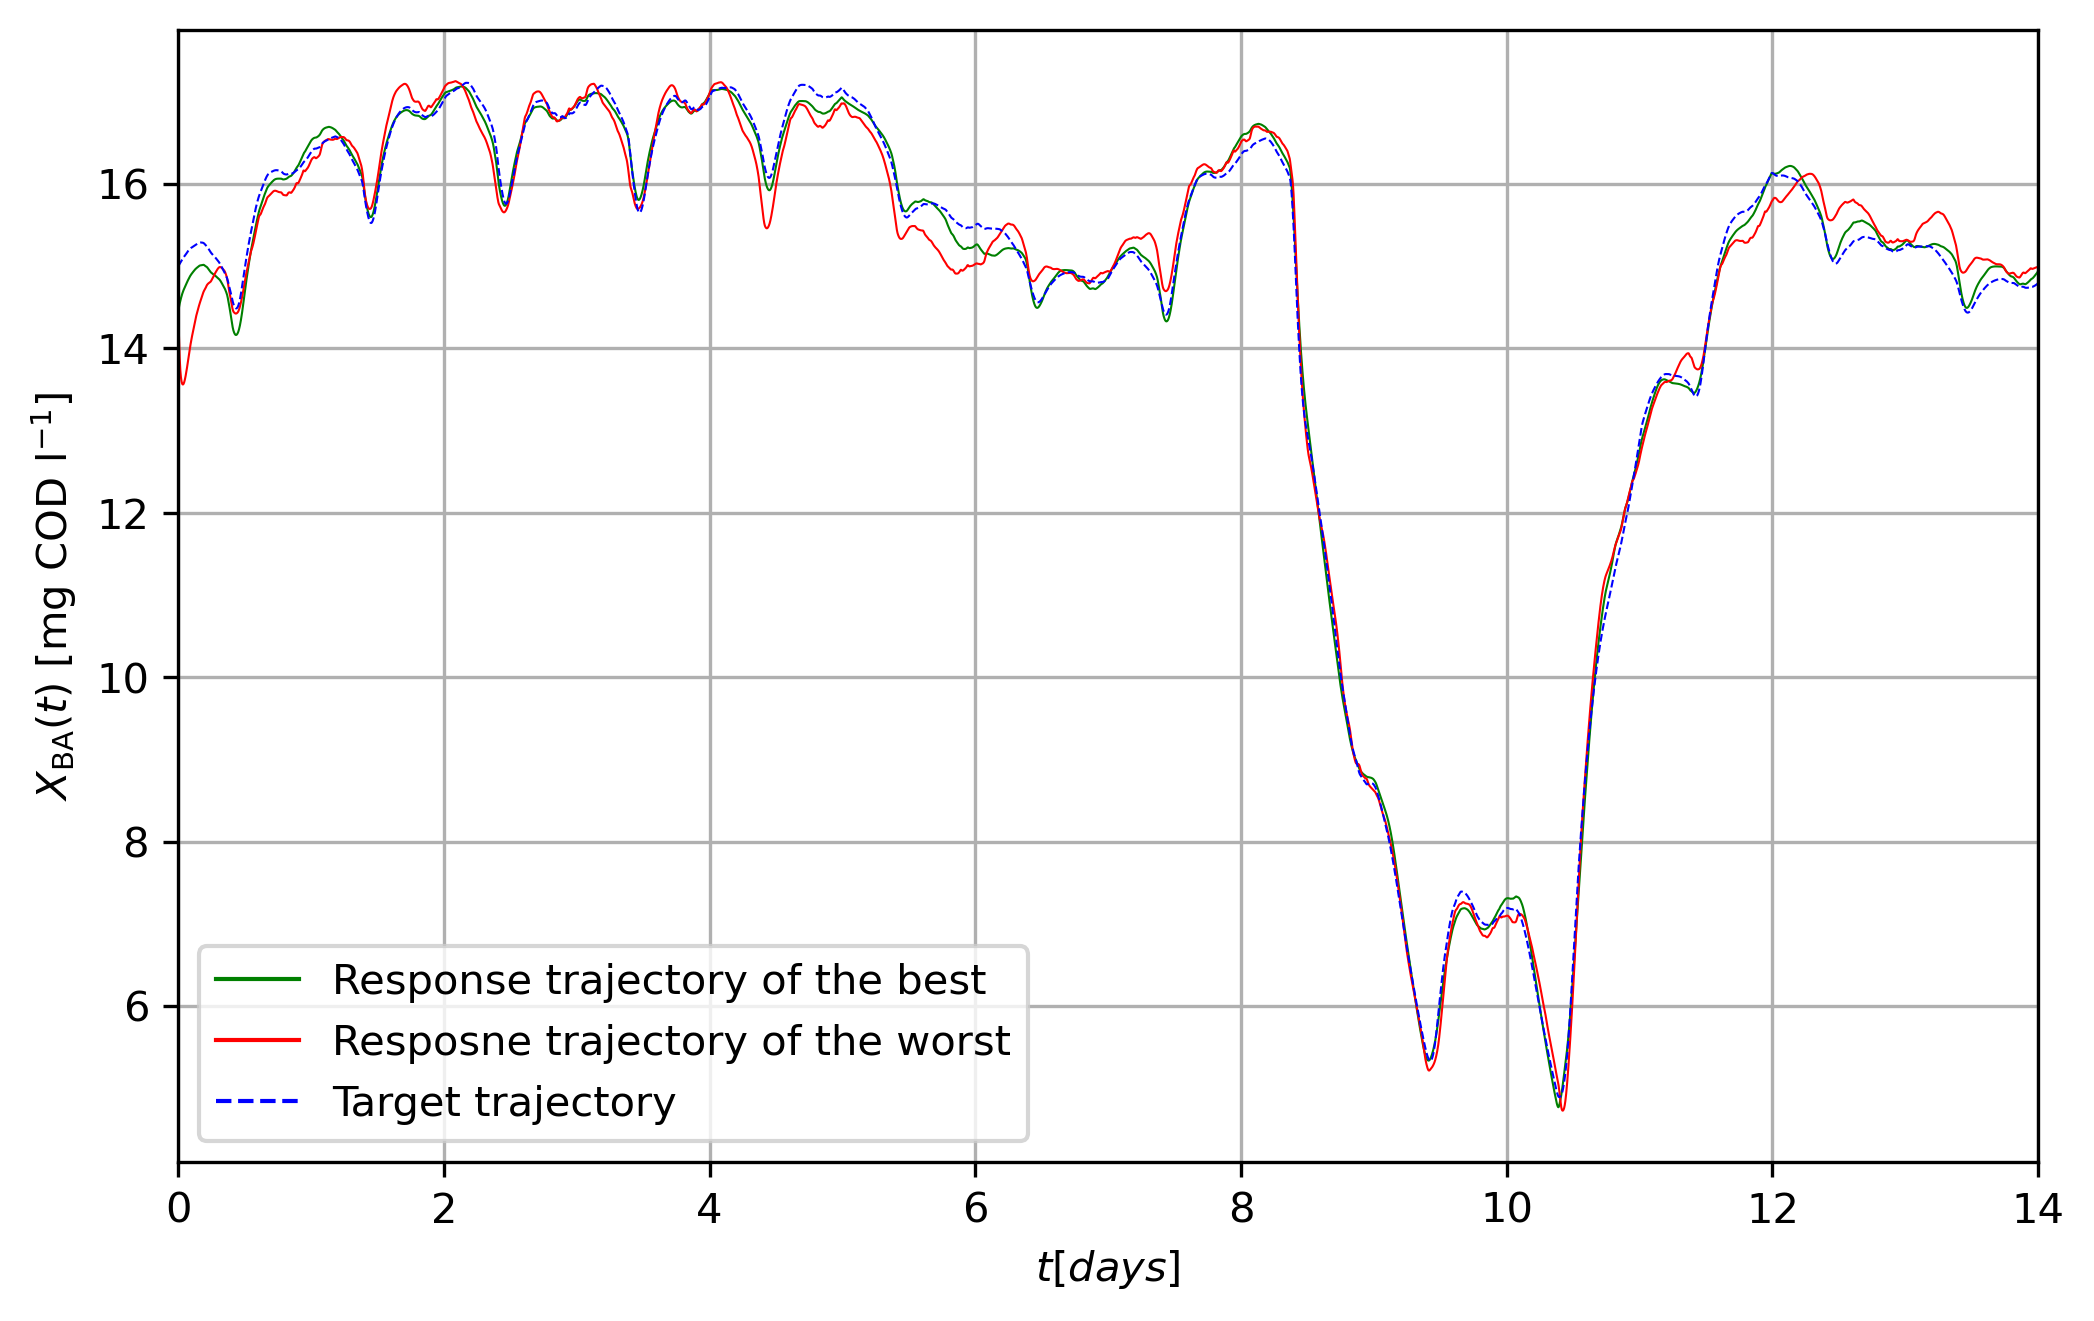 16
14
12
10
8
6
X_BA(t) [mg COD l⁻¹]
Response trajectory of the best
Resposne trajectory of the worst
Target trajectory
0 2 4 6 8 10 12 14
t[days]